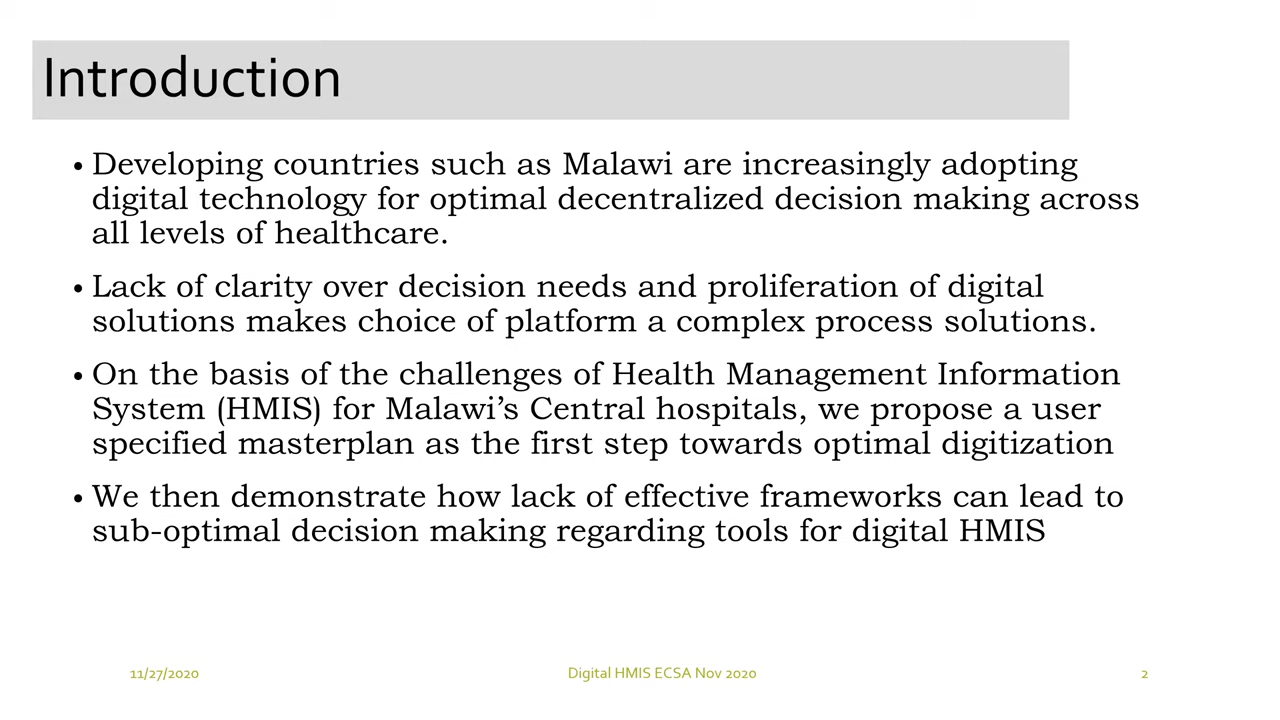 Introduction
• Developing countries such as Malawi are increasingly adopting
digital technology for optimal decentralized decision making across
all levels of healthcare.
• Lack of clarity over decision needs and proliferation of digital
solutions makes choice of platform a complex process solutions.
• On the basis of the challenges of Health Management Information
System (HMIS) for Malawi’s Central hospitals, we propose a user
specified masterplan as the first step towards optimal digitization
• We then demonstrate how lack of effective frameworks can lead to
sub-optimal decision making regarding tools for digital HMIS
11/27/2020
Digital HMIS ECSA Nov 2020
2